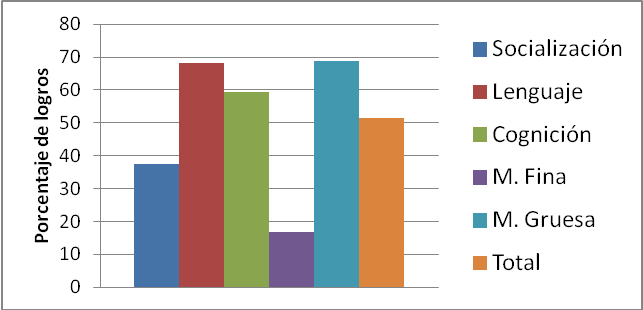 Porcentaje de logros
80
70
60
50
40
30
20
10
0
Socialización
Lenguaje
Cognición
M. Fina
M. Gruesa
Total